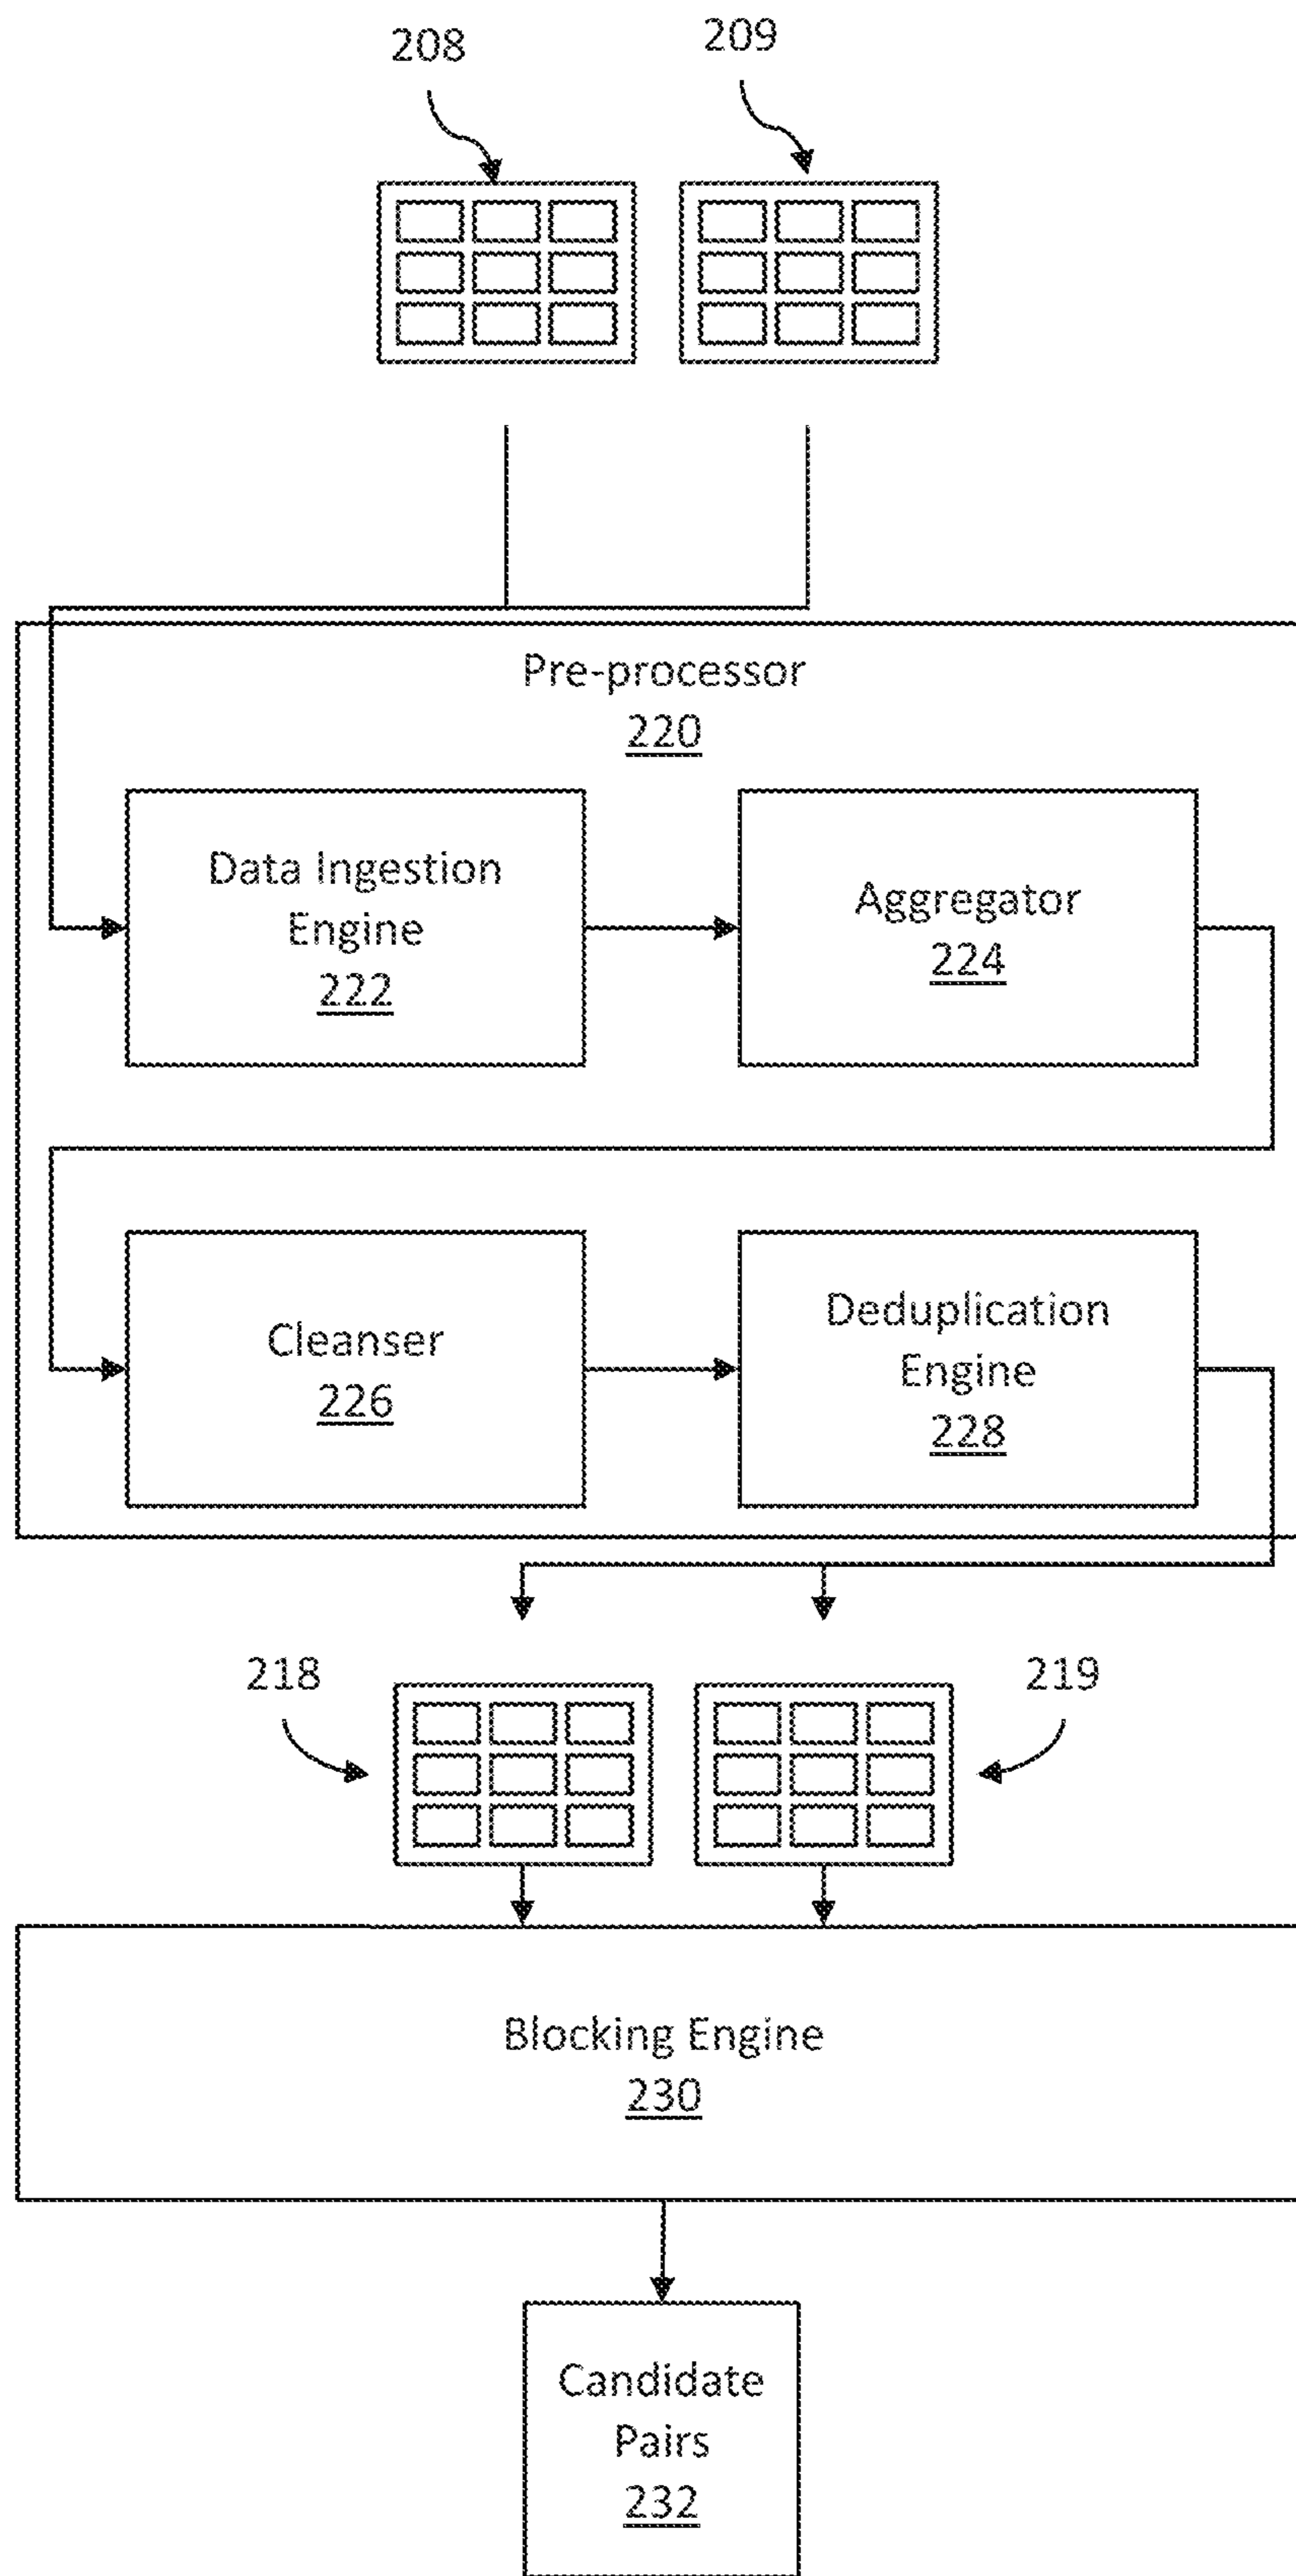 208
209
Pre-processor
220
Data Ingestion
Engine
222
Aggregator
224
Cleanser
226
Deduplication
Engine
228
218
219
Blocking Engine
230
Candidate
Pairs
232